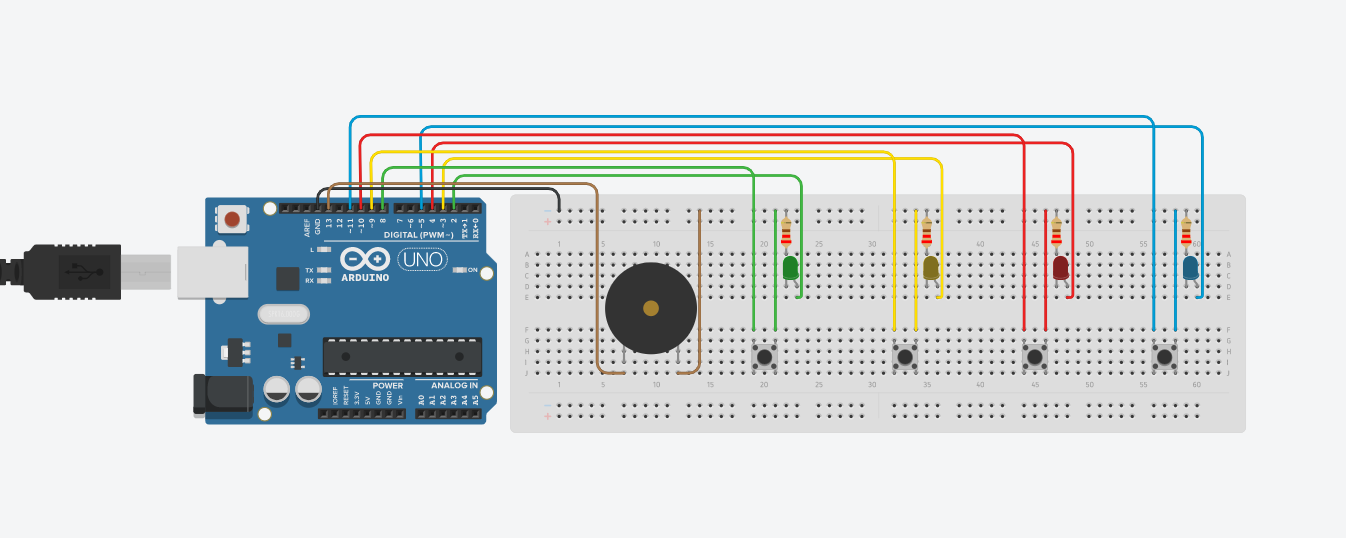 AREF
GND
13
12
~11
~10
~9
8
7
~6
~5
4
~3
2
TX→1
RX←0
DIGITAL (PWM~)
L
TX
RX
ARDUINO
UNO
ON
IOREF
RESET
3.3V
5V
GND
GND
Vin
POWER
ANALOG IN
A0
A1
A2
A3
A4
A5
1 5 10 15 20 25 30 35 40 45 50 55 60
A A
B B
C C
D D
E E
F F
G G
H H
I I
J J
1 5 10 15 20 25 30 35 40 45 50 55 60